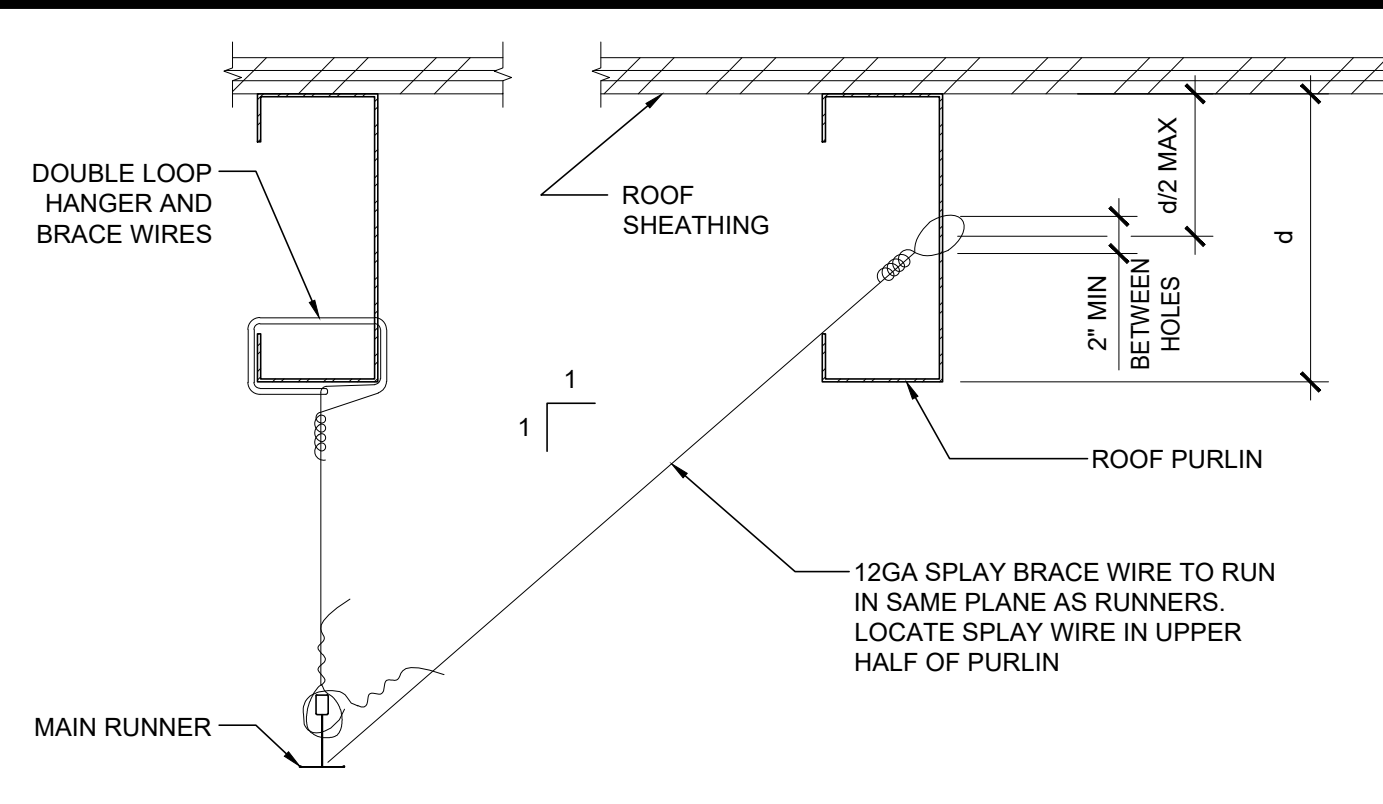 DOUBLE LOOP
HANGER AND
BRACE WIRES
ROOF
SHEATHING
d/2 MAX
d
2" MIN
BETWEEN
HOLES
1
1
ROOF PURLIN
12GA SPLAY BRACE WIRE TO RUN
IN SAME PLANE AS RUNNERS.
LOCATE SPLAY WIRE IN UPPER
HALF OF PURLIN
MAIN RUNNER